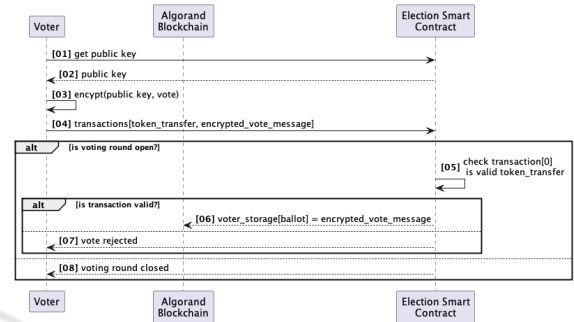 Voter
Algorand
Blockchain
Election Smart
Contract
[01] get public key
[02] public key
[03] encrypt(public key, vote)
[04] transactions[token_transfer, encrypted_vote_message]
alt [is voting round open?]
[05] check transaction[0]
is valid token_transfer
alt [is transaction valid?]
[06] voter_storage[ballot] = encrypted_vote_message
[07] vote rejected
[08] voting round closed
Voter
Algorand
Blockchain
Election Smart
Contract